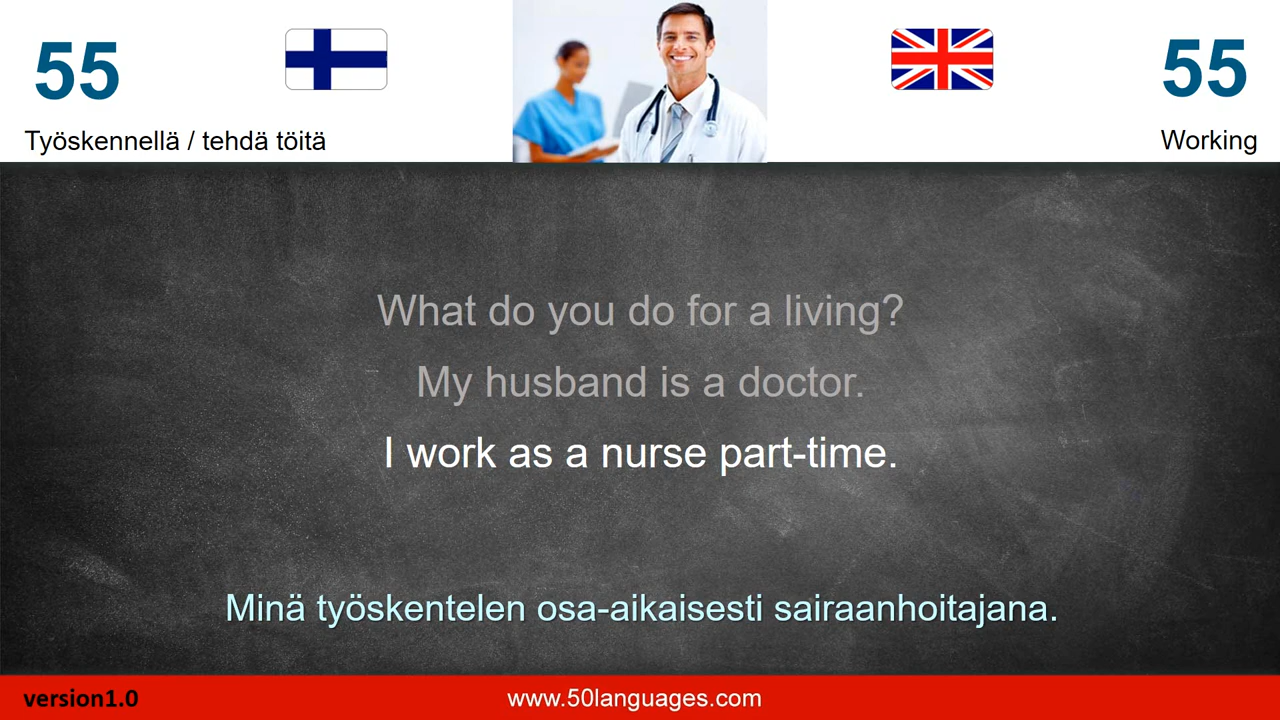 55
55
Työskennellä / tehdä töitä
Working
What do you do for a living?
My husband is a doctor.
I work as a nurse part-time.
Minä työskentelen osa-aikaisesti sairaanhoitajana.
version1.0
www.50languages.com